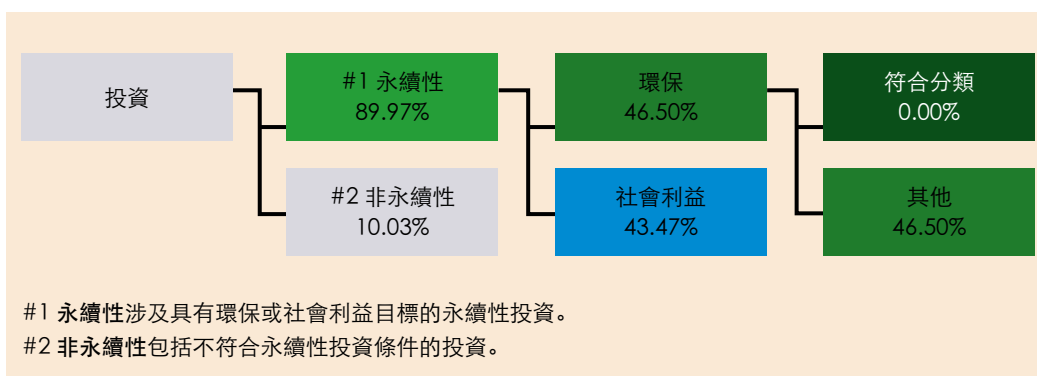 投資
#1 永續性
89.97%
環保
46.50%
符合分類
0.00%
#2 非永續性
10.03%
社會利益
43.47%
其他
46.50%
#1 永續性涉及具有環保或社會利益目標的永續性投資。
#2 非永續性包括不符合永續性投資條件的投資。